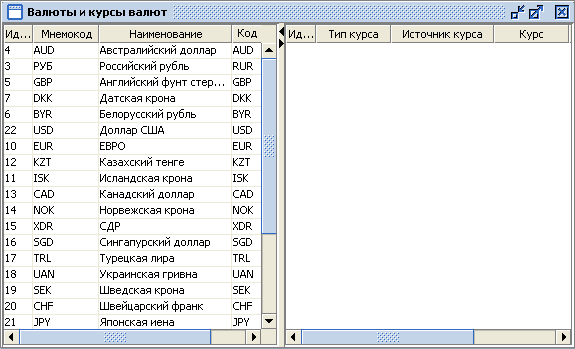 Валюты и курсы валют
Ид... Мнемокод Наименование Код Ид... Тип курса Источник курса Курс
4 AUD Австралийский доллар AUD
3 РУБ Российский рубль RUR
5 GBP Английский фунт стер... GBP
7 DKK Датская крона DKK
6 BYR Белорусский рубль BYR
22 USD Доллар США USD
10 EUR ЕВРО EUR
12 KZT Казахский тенге KZT
11 ISK Исландская крона ISK
13 CAD Канадский доллар CAD
14 NOK Норвежская крона NOK
15 XDR СДР XDR
16 SGD Сингапурский доллар SGD
17 TRL Турецкая лира TRL
18 UAN Украинская гривна UAN
19 SEK Шведская крона SEK
20 CHF Швейцарский франк CHF
21 JPY Японская иена JPY